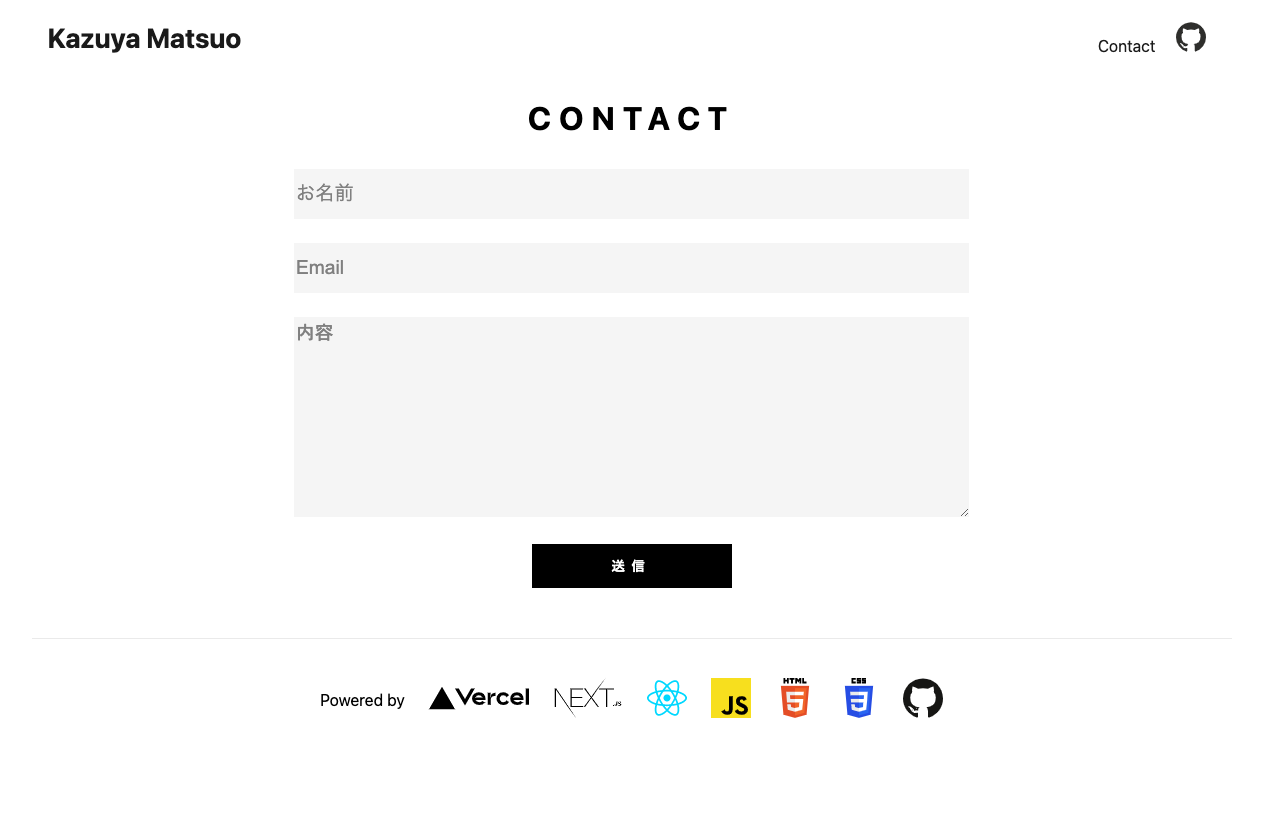 Kazuya Matsuo
Contact
CONTACT
お名前
Email
内容
送信
Powered by Vercel NEXT.JS JS HTML 5 CSS 3